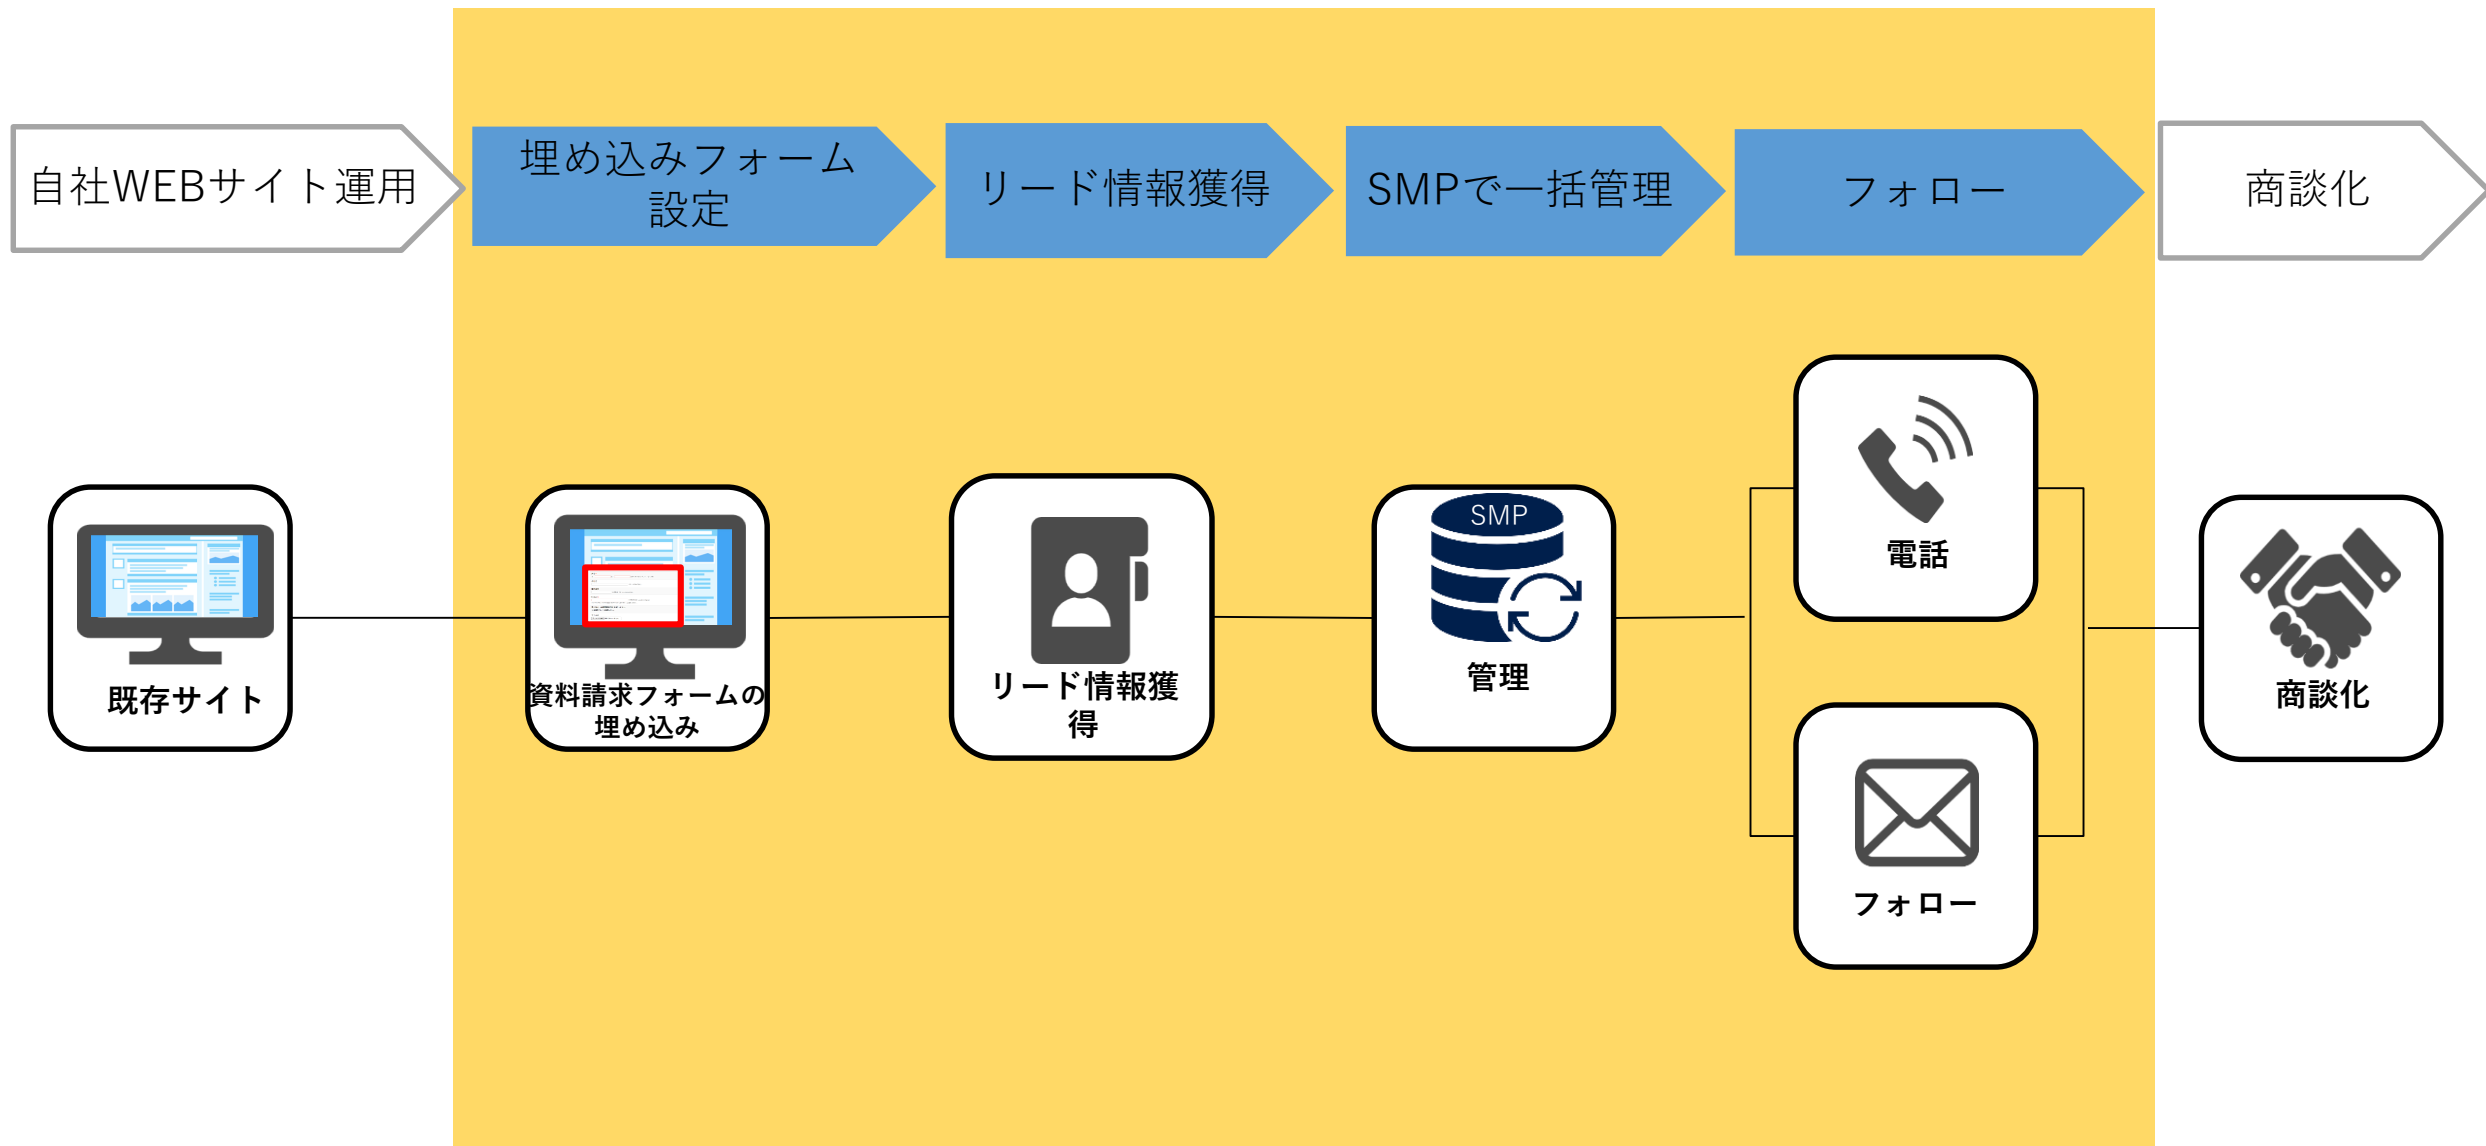 自社WEBサイト運用
埋め込みフォーム
設定
リード情報獲得
SMPで一括管理
フォロー
商談化
既存サイト
資料請求フォームの
埋め込み
リード情報獲
得
SMP
管理
電話
フォロー
商談化